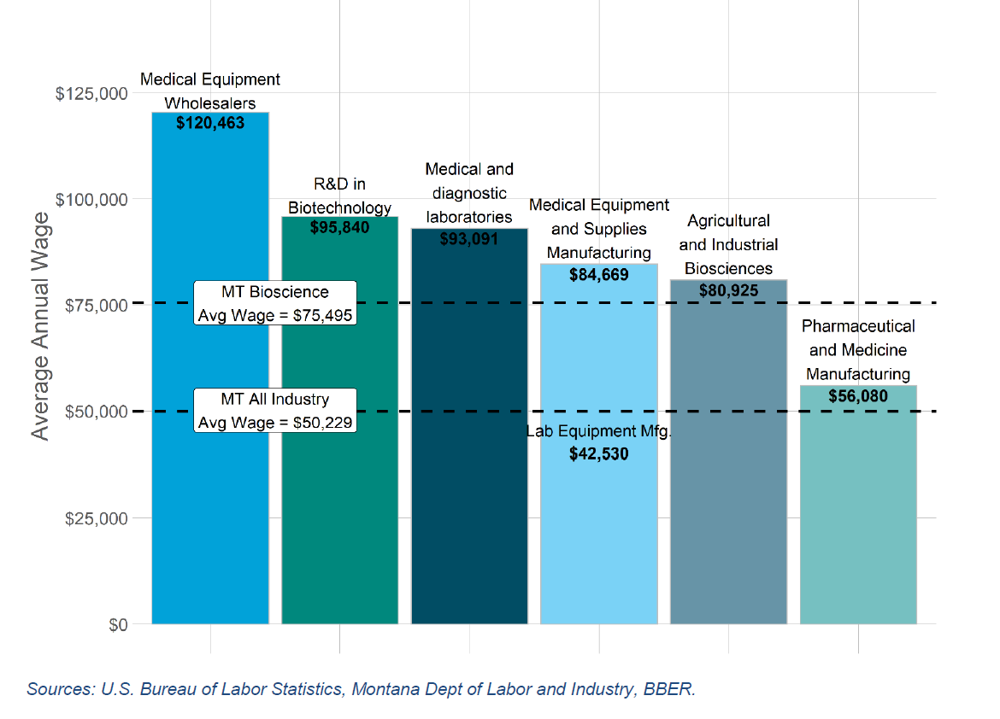 Medical Equipment
Wholesalers
$120,463
R&D in
Biotechnology
$95,840
Medical and
diagnostic
laboratories
$93,091
Medical Equipment
and Supplies
Manufacturing
$84,669
Agricultural
and Industrial
Biosciences
$80,925
Pharmaceutical
and Medicine
Manufacturing
$56,080
MT Bioscience
Avg Wage = $75,495
MT All Industry
Avg Wage = $50,229
Lab Equipment Mfg.
$42,530
Average Annual Wage
$125,000
$100,000
$75,000
$50,000
$25,000
$0
Sources: U.S. Bureau of Labor Statistics, Montana Dept of Labor and Industry, BBER.